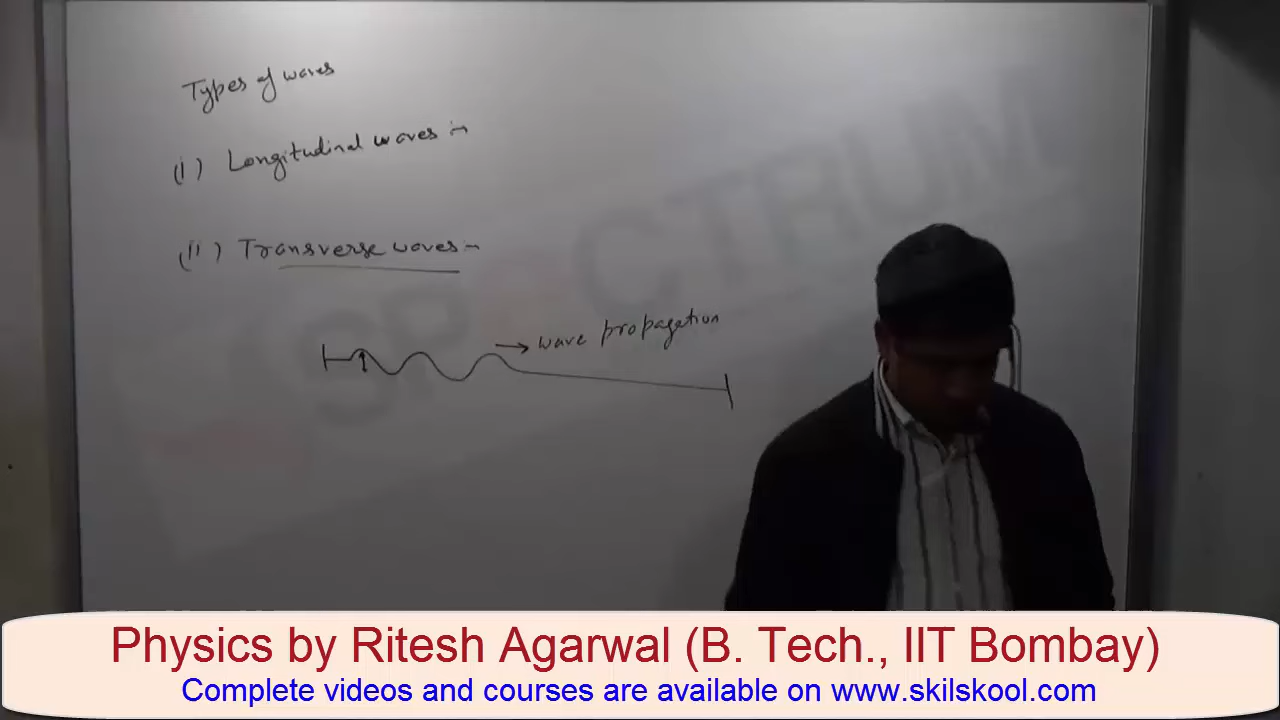 Types of waves
(i) Longitudinal waves :-
(ii) Transverse waves :-
→ wave propagation
SPECTRUM
Physics by Ritesh Agarwal (B. Tech., IIT Bombay)
Complete videos and courses are available on www.skilskool.com